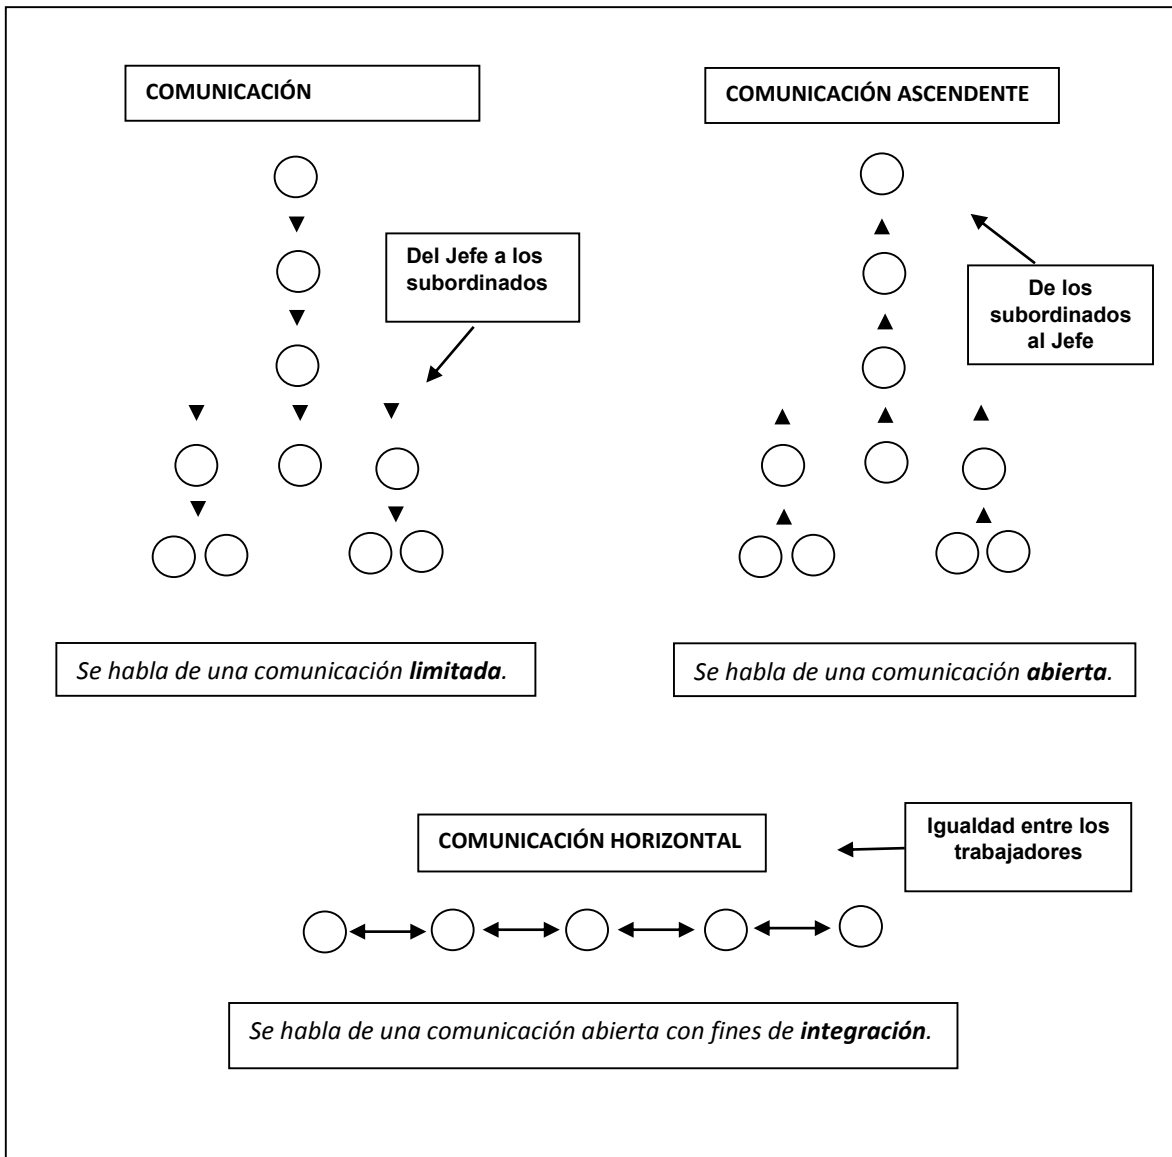 COMUNICACIÓN
COMUNICACIÓN ASCENDENTE
Del Jefe a los
subordinados
De los
subordinados
al Jefe
Se habla de una comunicación limitada.
Se habla de una comunicación abierta.
COMUNICACIÓN HORIZONTAL
Igualdad entre los
trabajadores
Se habla de una comunicación abierta con fines de integración.